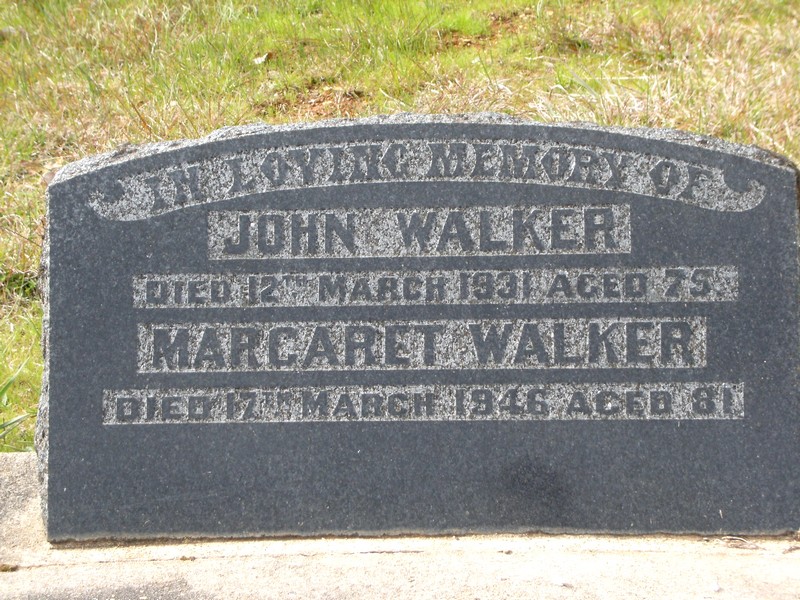 IN LOVING MEMORY OF
JOHN WALKER
DIED 12TH MARCH 1931 AGED 75.
MARGARET WALKER
DIED 17TH MARCH 1946 AGED 81